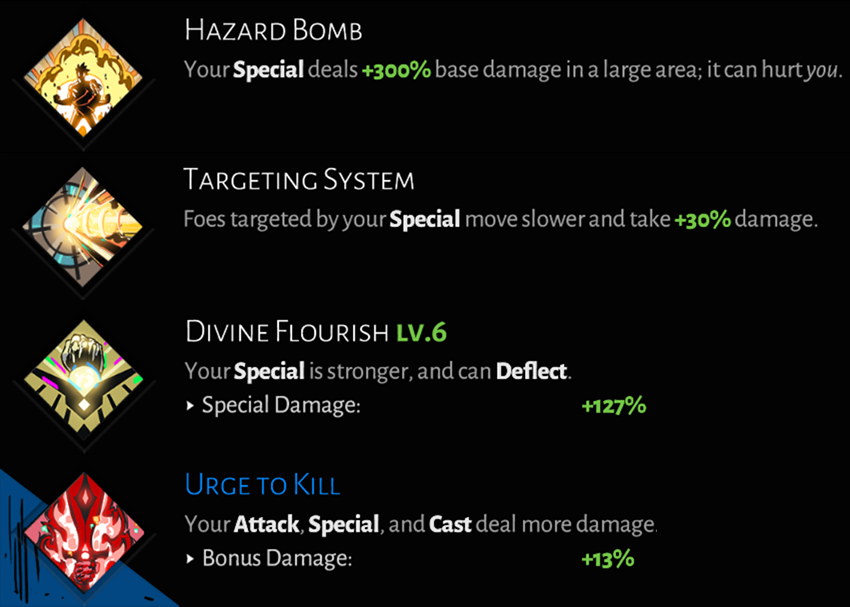 Hazard Bomb
Your Special deals +300% base damage in a large area; it can hurt you.
Targeting System
Foes targeted by your Special move slower and take +30% damage.
Divine Flourish LV.6
Your Special is stronger, and can Deflect.
▸ Special Damage: +127%
Urge to Kill
Your Attack, Special, and Cast deal more damage.
▸ Bonus Damage: +13%